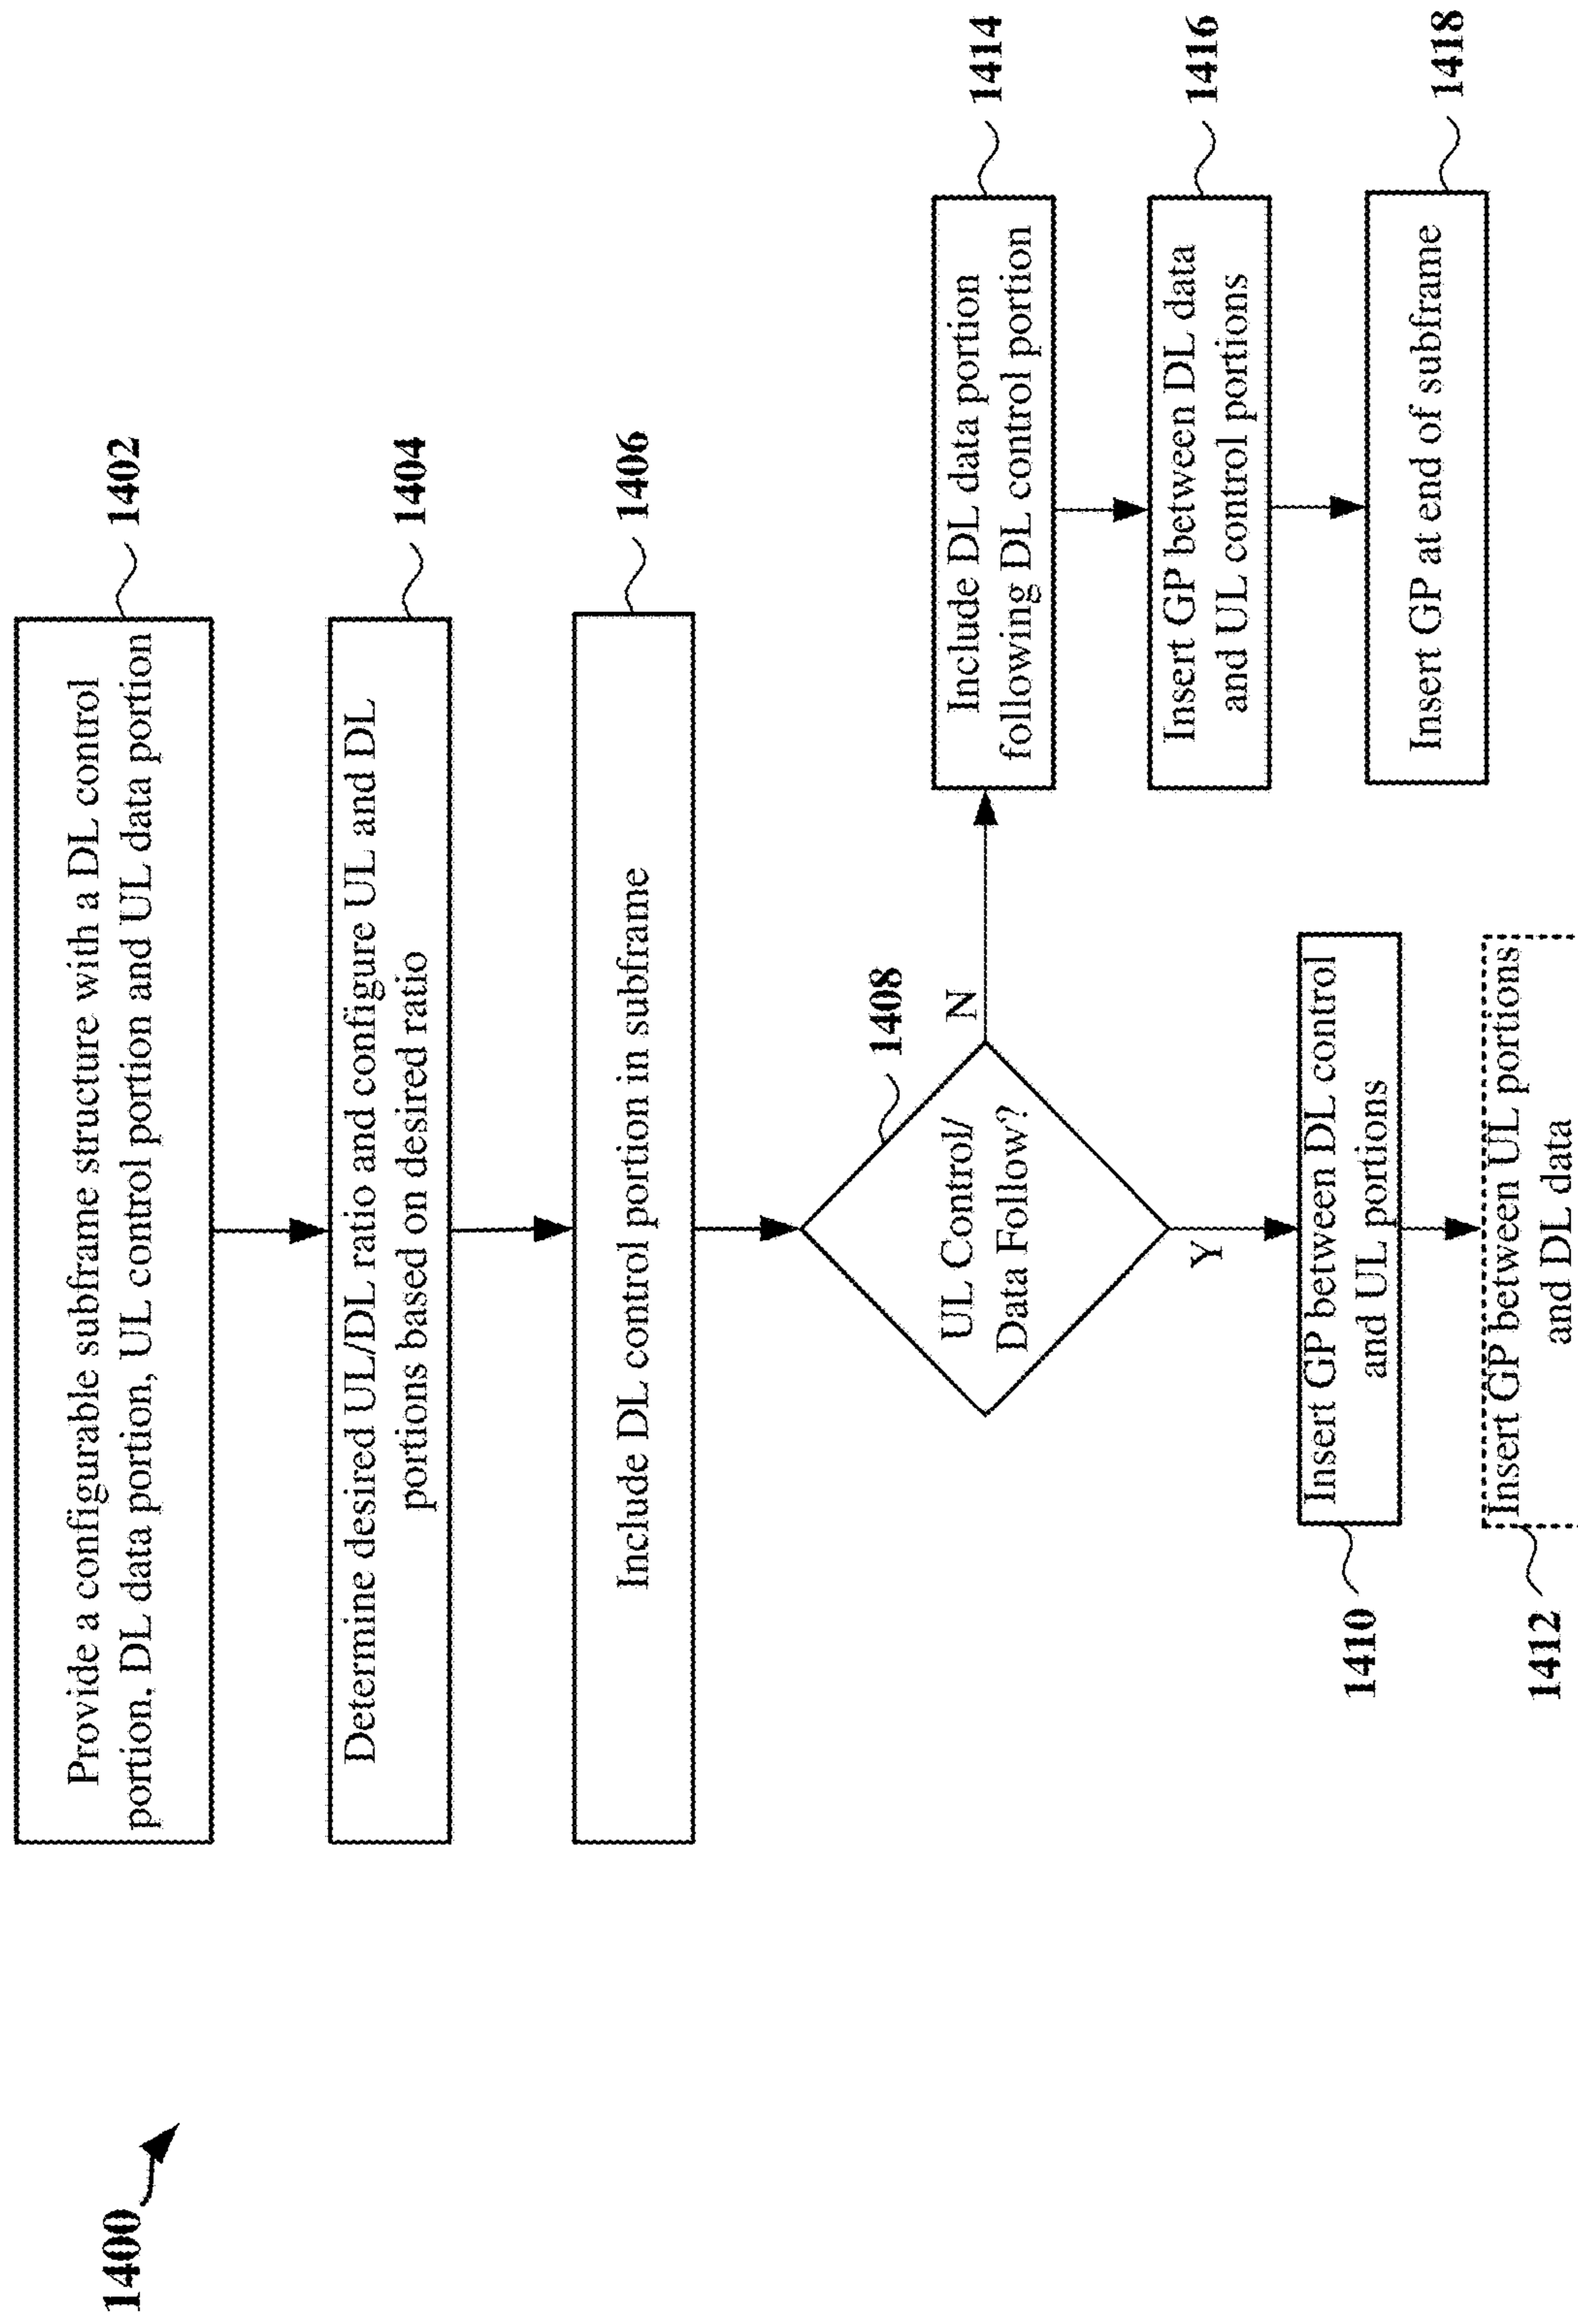 1400
Provide a configurable subframe structure with a DL control
portion, DL data portion, UL control portion and UL data portion
1402
Determine desired UL/DL ratio and configure UL and DL
portions based on desired ratio
1404
Include DL control portion in subframe
1406
UL Control/
Data Follow?
1408
N
Y
Include DL data portion
following DL control portion
1414
Insert GP between DL data
and UL control portions
1416
Insert GP at end of subframe
1418
1410
Insert GP between DL control
and UL portions
1412
Insert GP between UL portions
and DL data